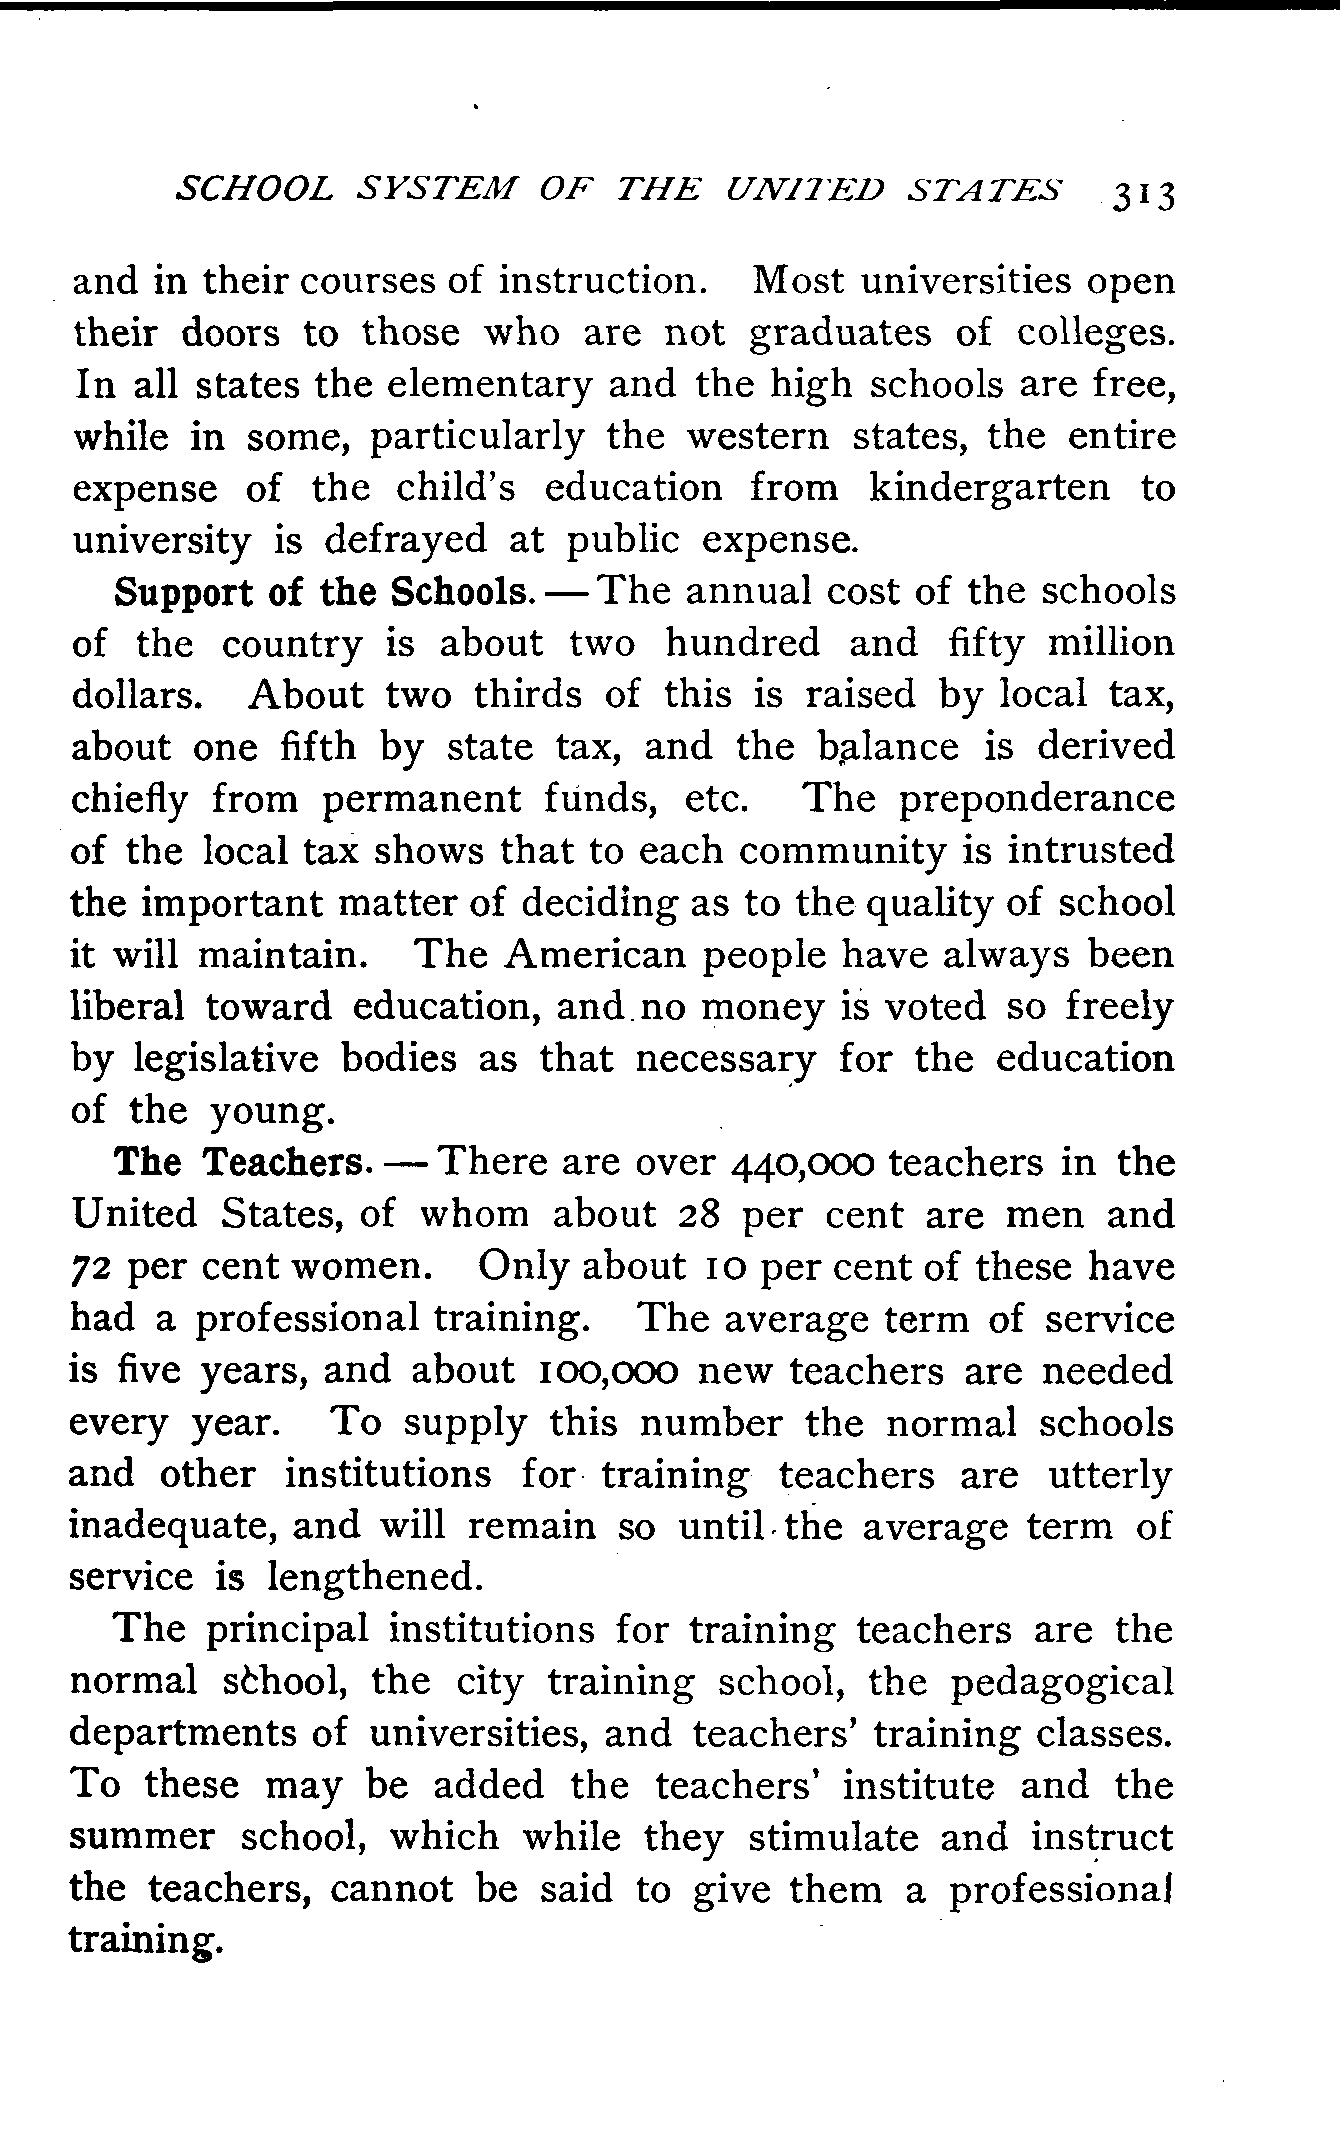 SCHOOL SYSTEM OF THE UNITED STATES 313
and in their courses of instruction. Most universities open
their doors to those who are not graduates of colleges.
In all states the elementary and the high schools are free,
while in some, particularly the western states, the entire
expense of the child's education from kindergarten to
university is defrayed at public expense.
Support of the Schools. — The annual cost of the schools
of the country is about two hundred and fifty million
dollars. About two thirds of this is raised by local tax,
about one fifth by state tax, and the balance is derived
chiefly from permanent funds, etc. The preponderance
of the local tax shows that to each community is intrusted
the important matter of deciding as to the quality of school
it will maintain. The American people have always been
liberal toward education, and no money is voted so freely
by legislative bodies as that necessary for the education
of the young.
The Teachers. — There are over 440,000 teachers in the
United States, of whom about 28 per cent are men and
72 per cent women. Only about 10 per cent of these have
had a professional training. The average term of service
is five years, and about 100,000 new teachers are needed
every year. To supply this number the normal schools
and other institutions for training teachers are utterly
inadequate, and will remain so until the average term of
service is lengthened.
The principal institutions for training teachers are the
normal school, the city training school, the pedagogical
departments of universities, and teachers' training classes.
To these may be added the teachers' institute and the
summer school, which while they stimulate and instruct
the teachers, cannot be said to give them a professional
training.